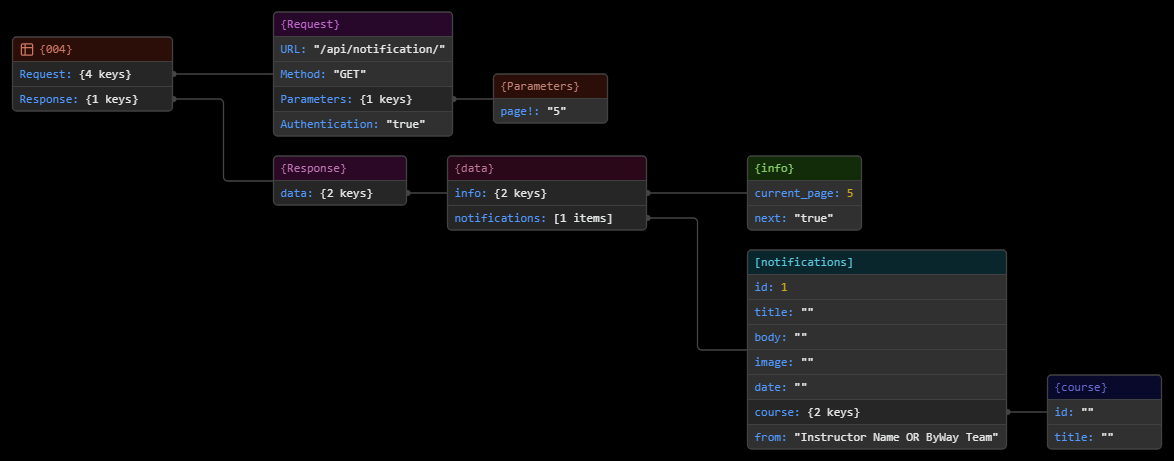 {004}
Request: {4 keys}
Response: {1 keys}
{Request}
URL: "/api/notification/"
Method: "GET"
Parameters: {1 keys}
Authentication: "true"
{Parameters}
page!: "5"
{Response}
data: {2 keys}
{data}
info: {2 keys}
notifications: [1 items]
{info}
current_page: 5
next: "true"
[notifications]
id: 1
title: ""
body: ""
image: ""
date: ""
course: {2 keys}
from: "Instructor Name OR ByWay Team"
{course}
id: ""
title: ""